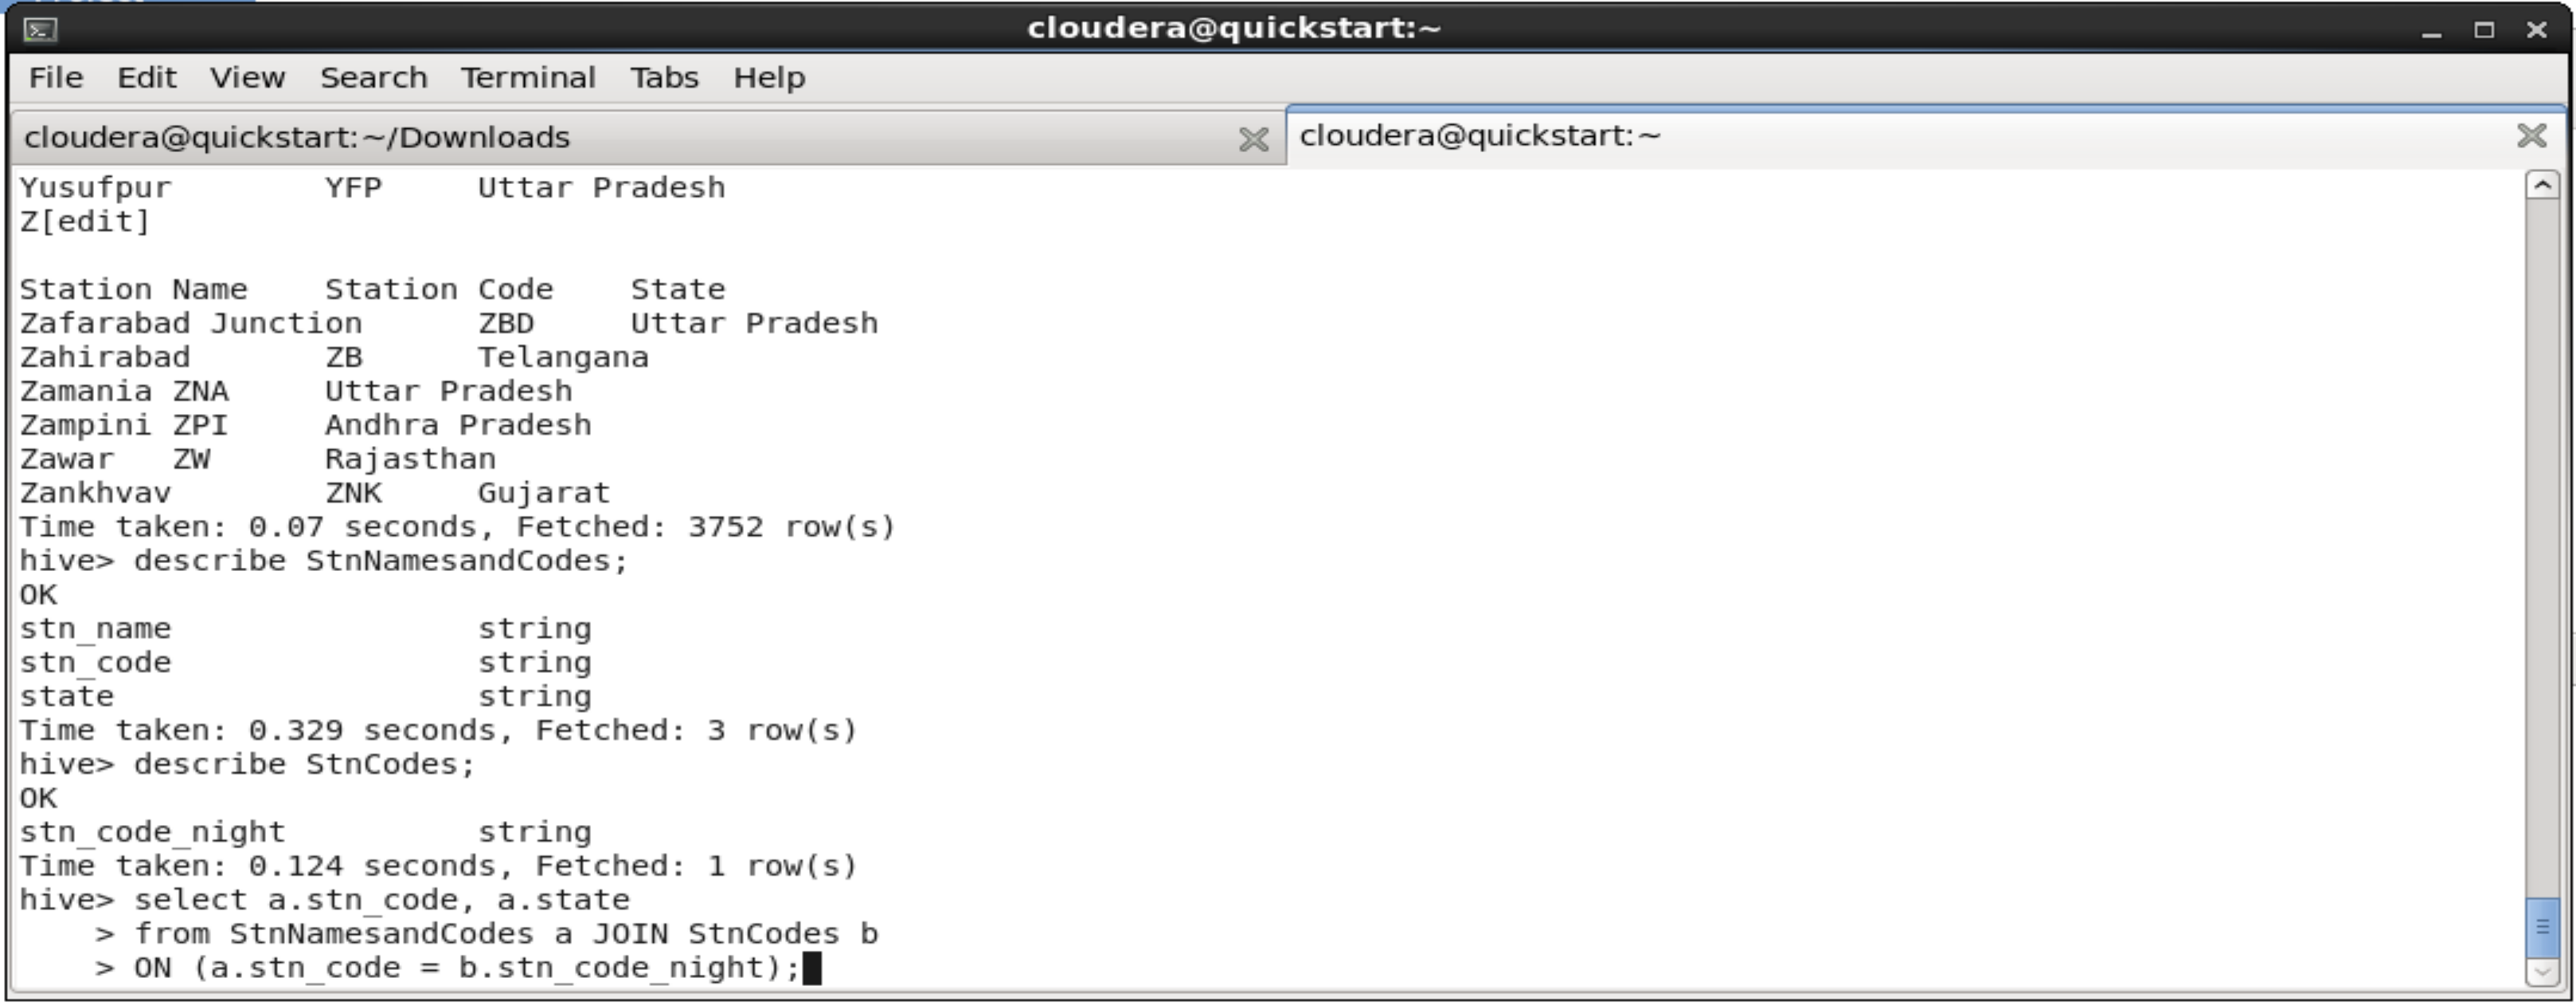 cloudera@quickstart:~
File Edit View Search Terminal Tabs Help
cloudera@quickstart:~/Downloads
cloudera@quickstart:~
Yusufpur YFP Uttar Pradesh
Z[edit]
Station Name Station Code State
Zafarabad Junction ZBD Uttar Pradesh
Zahirabad ZB Telangana
Zamania ZNA Uttar Pradesh
Zampini ZPI Andhra Pradesh
Zawar ZW Rajasthan
Zankhvav ZNK Gujarat
Time taken: 0.07 seconds, Fetched: 3752 row(s)
hive> describe StnNamesandCodes;
OK
stn_name string
stn_code string
state string
Time taken: 0.329 seconds, Fetched: 3 row(s)
hive> describe StnCodes;
OK
stn_code_night string
Time taken: 0.124 seconds, Fetched: 1 row(s)
hive> select a.stn_code, a.state
> from StnNamesandCodes a JOIN StnCodes b
> ON (a.stn_code = b.stn_code_night);